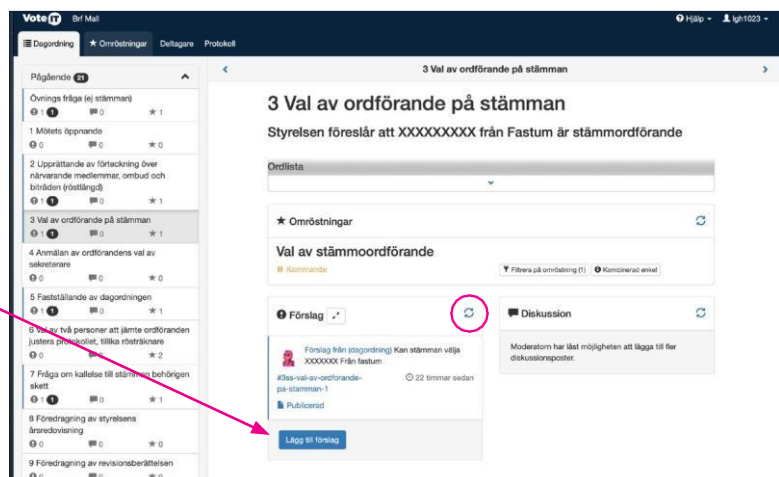 VoteIT Brf Mall Hjälp lgh1023
Dagordning Omröstningar Deltagare Protokoll
Pågående 21
Övnings fråga (ej stämman)
1 1 0 1
1 Mötets öppnande
0 0 0
2 Upprättande av förteckning över
närvarande medlemmar, ombud och
biträden (röstlängd)
1 1 0 1
3 Val av ordförande på stämman
1 1 0 1
4 Anmälan av ordförandens val av
sekreterare
0 0 0
5 Fastställande av dagordningen
1 1 0 1
6 Val av två personer att jämte ordföranden
justera protokollet, tillika rösträknare
0 2
7 Fråga om kallelse till stämman behörigen
skett
1 1 0 1
8 Föredragning av styrelsens
årsredovisning
0 0 0
9 Föredragning av revisionsberättelsen
3 Val av ordförande på stämman
3 Val av ordförande på stämman
Styrelsen föreslår att XXXXXXXXX från Fastum är stämmordförande
Ordlista
Omröstningar
Val av stämmoordförande
Kommande Filtrera på omröstning (1) Kombinerad enkel
Förslag
Förslag från (dagordning) Kan stämman välja
XXXXXXX Från fastum
#3ss-val-av-ordforande-
pa-stamman-1
22 timmar sedan
Publicerad
Lägg till förslag
Diskussion
Moderatorn har låst möjligheten att lägga till fler
diskussionsposter.